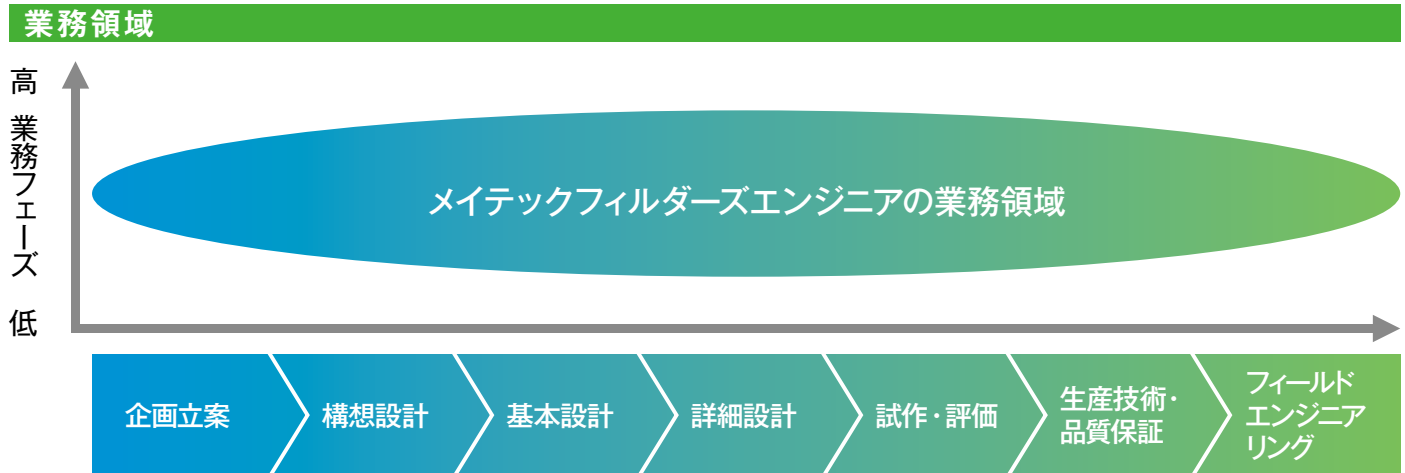 業務領域
高
業務フェーズ
低
メイテックフィルダーズエンジニアの業務領域
企画立案
構想設計
基本設計
詳細設計
試作・評価
生産技術・
品質保証
フィールド
エンジニア
リング